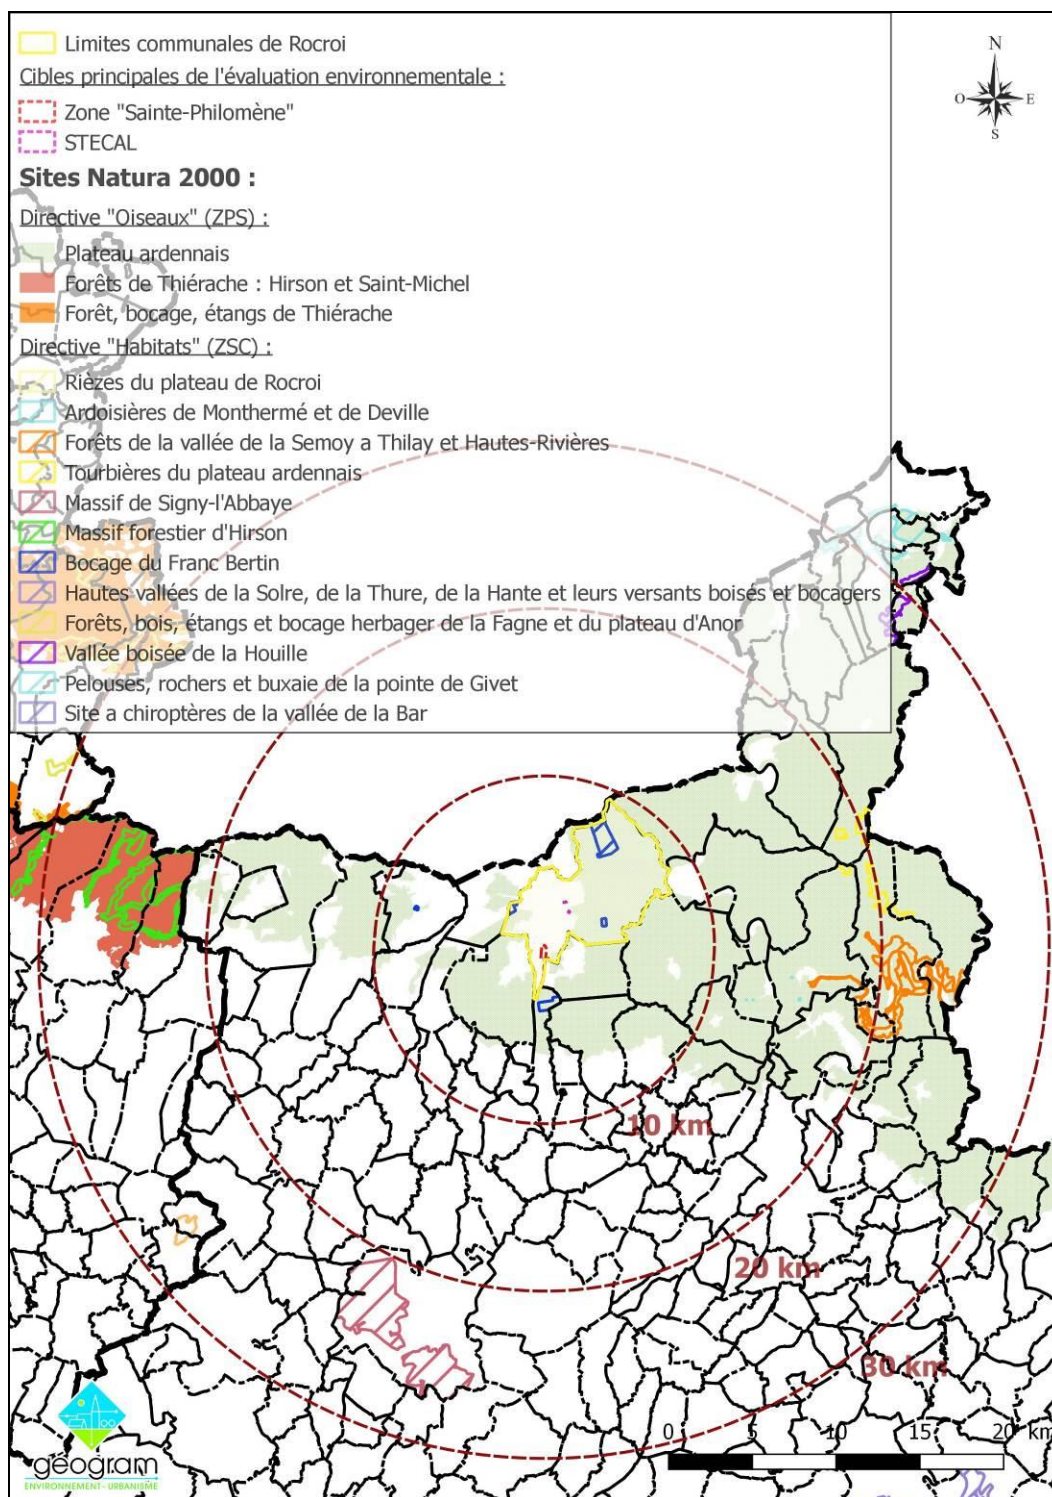 Limites communales de Rocroi
Cibles principales de l'évaluation environnementale :
Zone "Sainte-Philomène"
STECAL
Sites Natura 2000 :
Directive "Oiseaux" (ZPS) :
Plateau ardennais
Forêts de Thiérache : Hirson et Saint-Michel
Forêt, bocage, étangs de Thiérache
Directive "Habitats" (ZSC) :
Rièzes du plateau de Rocroi
Ardoisières de Monthermé et de Deville
Forêts de la vallée de la Semoy a Thilay et Hautes-Rivières
Tourbières du plateau ardennais
Massif de Signy-l'Abbaye
Massif forestier d'Hirson
Bocage du Franc Bertin
Hautes vallées de la Solre, de la Thure, de la Hante et leurs versants boisés et bocagers
Forêts, bois, étangs et bocage herbager de la Fagne et du plateau d'Anor
Vallée boisée de la Houille
Pelouses, rochers et buxaie de la pointe de Givet
Site a chiroptères de la vallée de la Bar
N
O E
S
10 km
20 km
30 km
0 5 10 15 20 km
géogram
ENVIRONNEMENT - URBANISME